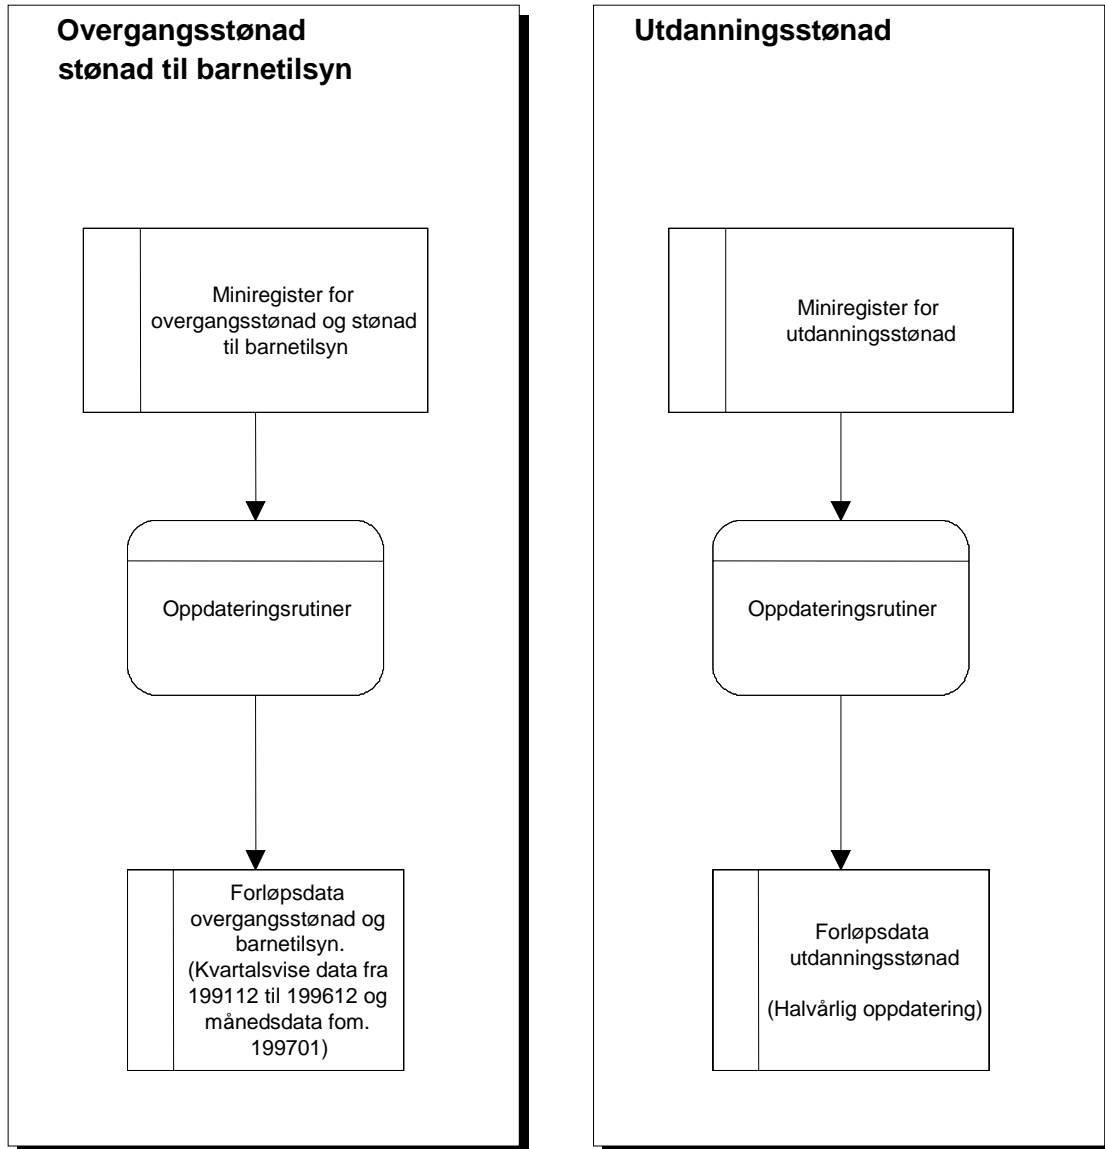 Overgangsstønad
stønad til barnetilsyn
Miniregister for
overgangsstønad og stønad
til barnetilsyn
Oppdateringsrutiner
Forløpsdata
overgangsstønad og
barnetilsyn.
(Kvartalsvise data fra
199112 til 199612 og
månedsdata fom.
199701)
Utdanningsstønad
Miniregister for
utdanningsstønad
Oppdateringsrutiner
Forløpsdata
utdanningsstønad
(Halvårlig oppdatering)